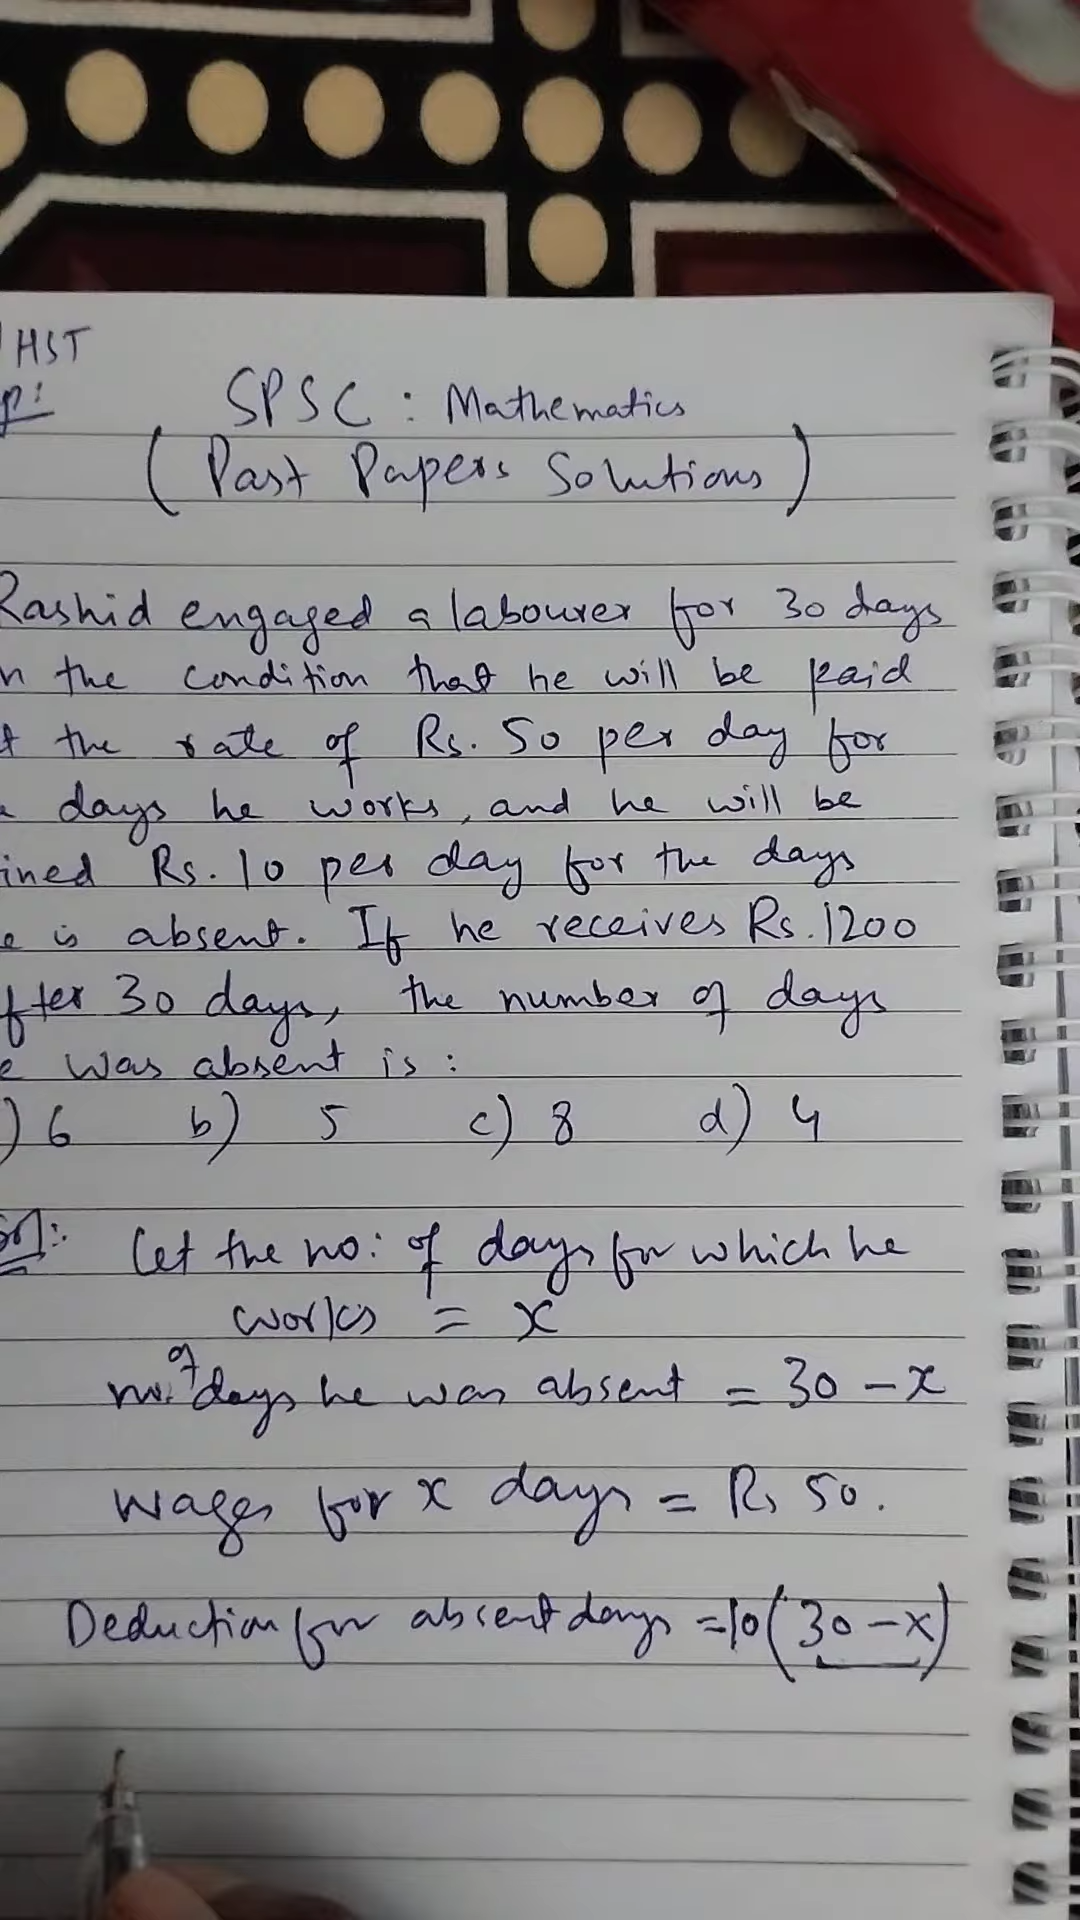 HST
SPSC : Mathematics
(Past Papers Solutions)
Rashid engaged a labourer for 30 days
n the condition that he will be paid
t the rate of Rs. 50 per day for
e days he works, and he will be
ined Rs. 10 per day for the days
e is absent. If he receives Rs. 1200
fter 30 days, the number of days
e was absent is :
) 6 b) 5 c) 8 d) 4
Sol: Let the no: of days for which he
works = x
no. of days he was absent = 30 - x
Wages for x days = Rs 50.
Deduction for absent days = 10(30 - x)